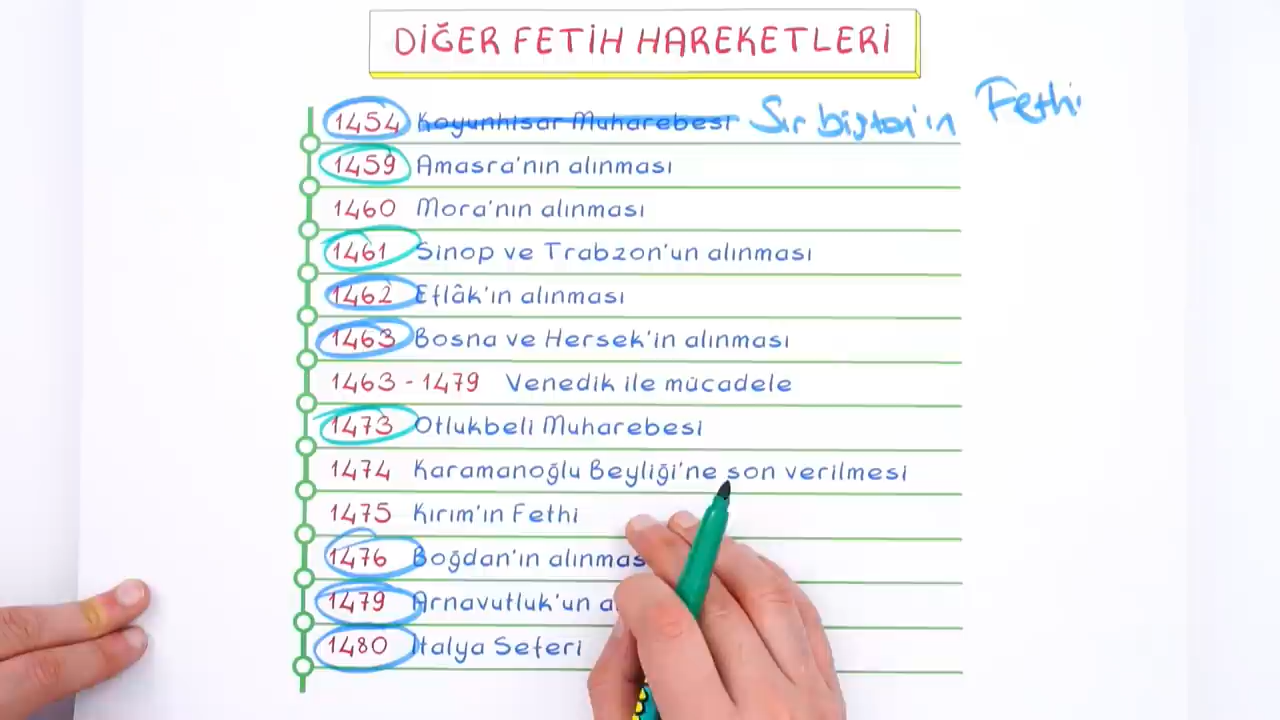 DİĞER FETİH HAREKETLERİ
1454 Koyunhisar Muharebesi Sırbistan'ın Fethi
1459 Amasra'nın alınması
1460 Mora'nın alınması
1461 Sinop ve Trabzon'un alınması
1462 Eflâk'ın alınması
1463 Bosna ve Hersek'in alınması
1463 - 1479 Venedik ile mücadele
1473 Otlukbeli Muharebesi
1474 Karamanoğlu Beyliği'ne son verilmesi
1475 Kırım'ın Fethi
1476 Boğdan'ın alınmas
1479 Arnavutluk'un a
1480 İtalya Seferi